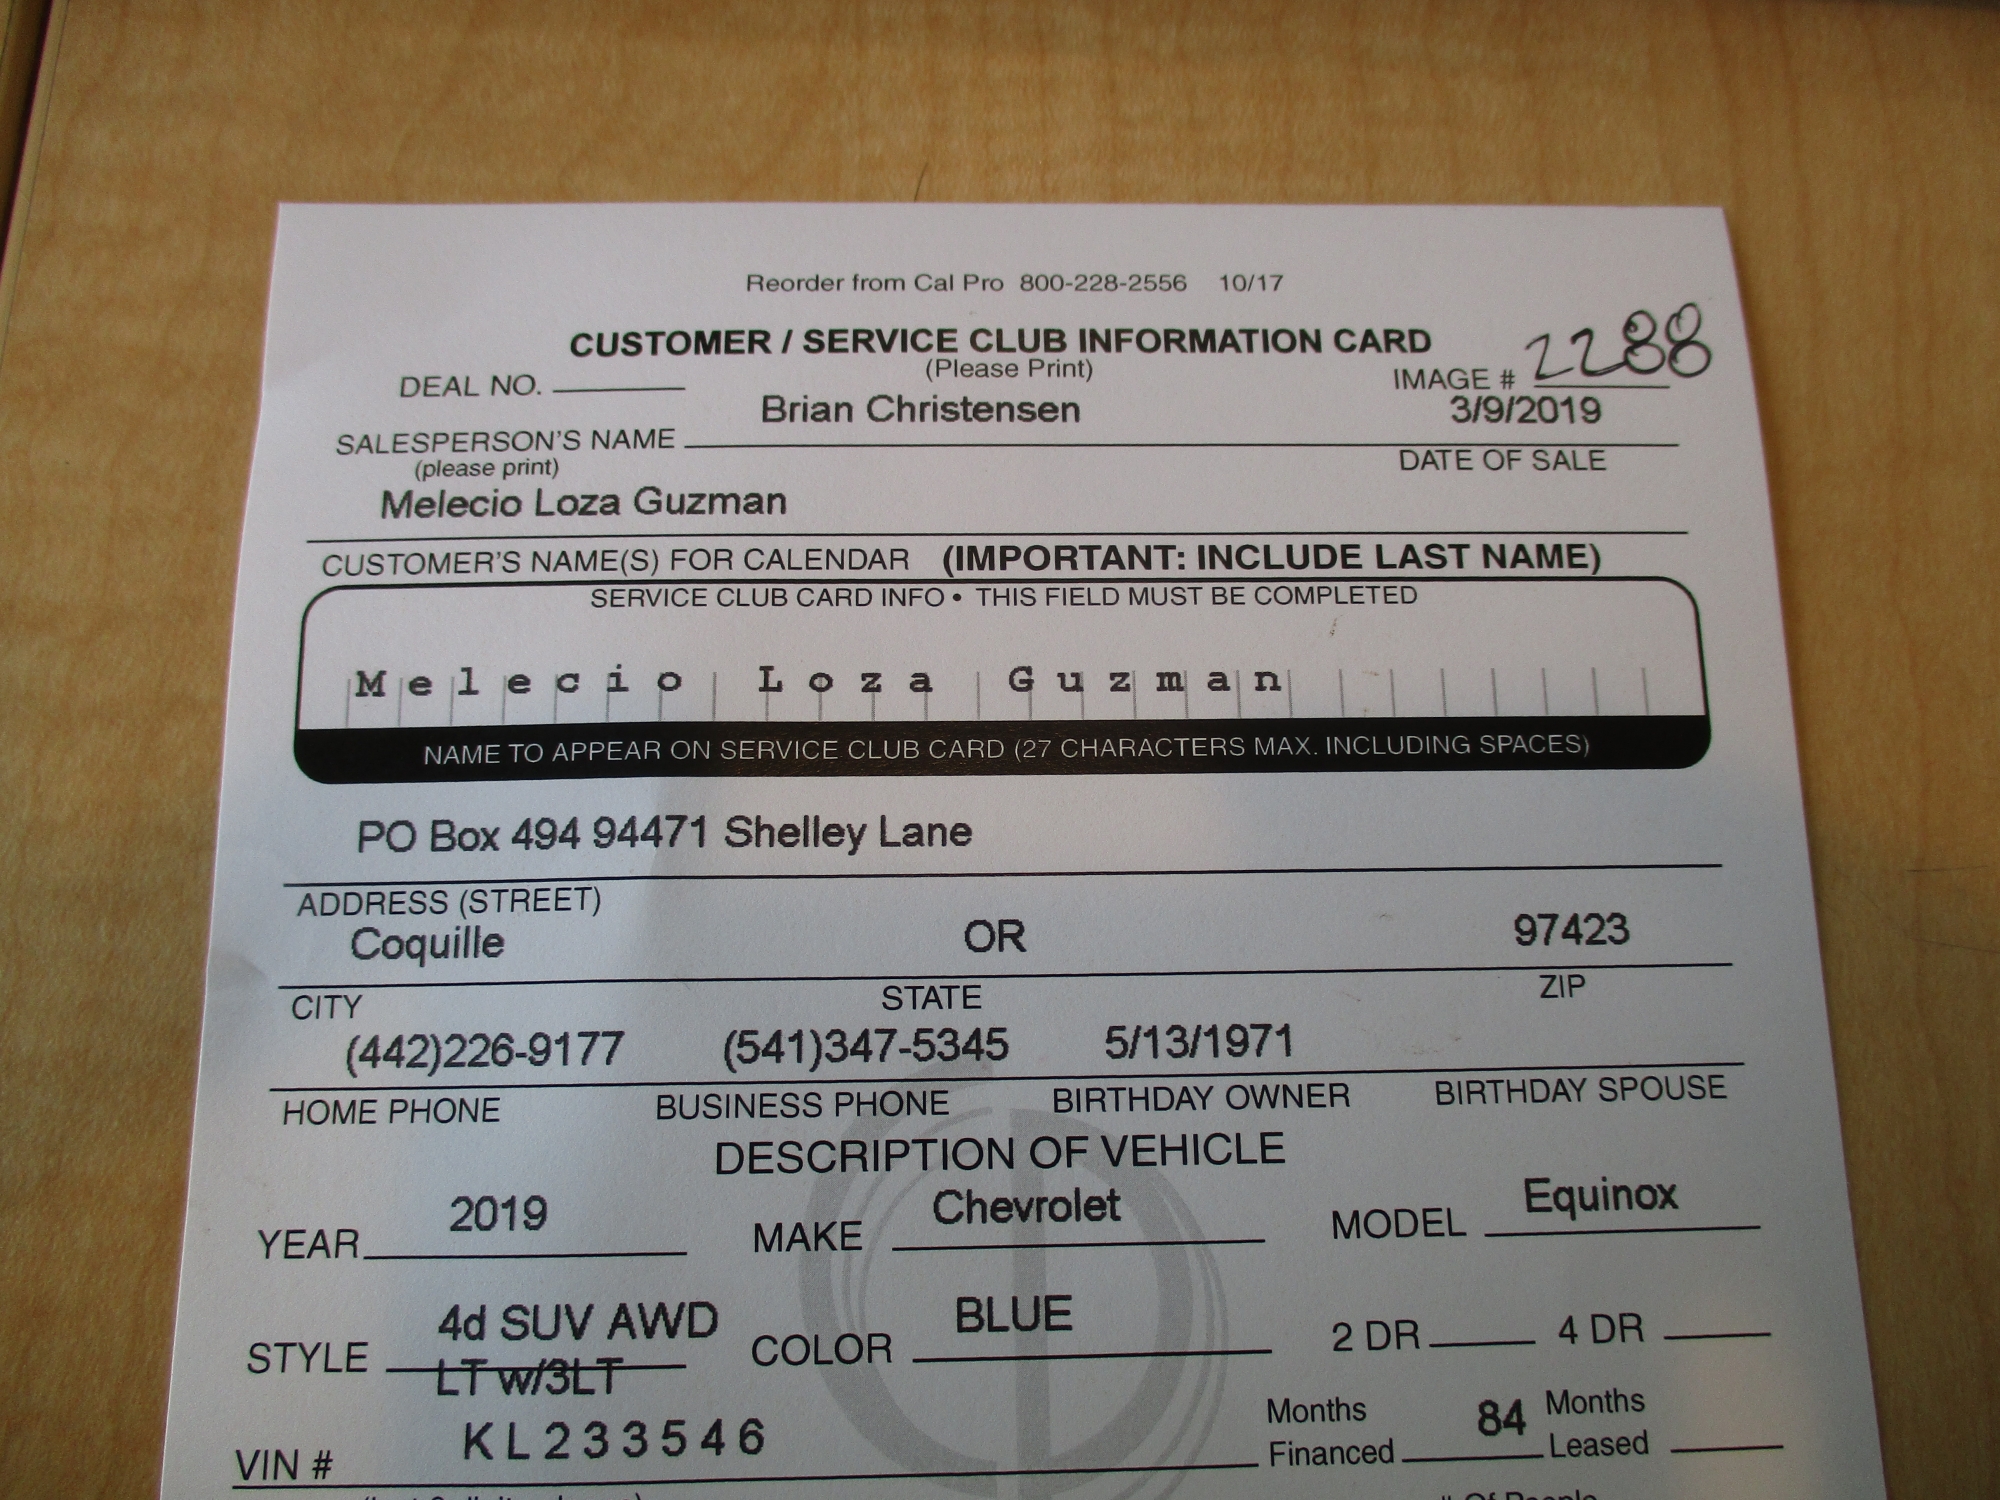 Reorder from Cal Pro 800-228-2556 10/17
CUSTOMER / SERVICE CLUB INFORMATION CARD
(Please Print)
DEAL NO.
IMAGE # 2288
Brian Christensen 3/9/2019
SALESPERSON'S NAME
(please print)
DATE OF SALE
Melecio Loza Guzman
CUSTOMER'S NAME(S) FOR CALENDAR (IMPORTANT: INCLUDE LAST NAME)
SERVICE CLUB CARD INFO • THIS FIELD MUST BE COMPLETED
Melecio Loza Guzman
NAME TO APPEAR ON SERVICE CLUB CARD (27 CHARACTERS MAX. INCLUDING SPACES)
PO Box 494 94471 Shelley Lane
ADDRESS (STREET)
Coquille OR 97423
CITY STATE ZIP
(442)226-9177 (541)347-5345 5/13/1971
HOME PHONE BUSINESS PHONE BIRTHDAY OWNER BIRTHDAY SPOUSE
DESCRIPTION OF VEHICLE
YEAR 2019 MAKE Chevrolet MODEL Equinox
STYLE 4d SUV AWD COLOR BLUE 2 DR 4 DR
LT w/3LT
VIN # KL233546 Months Financed 84 Months Leased